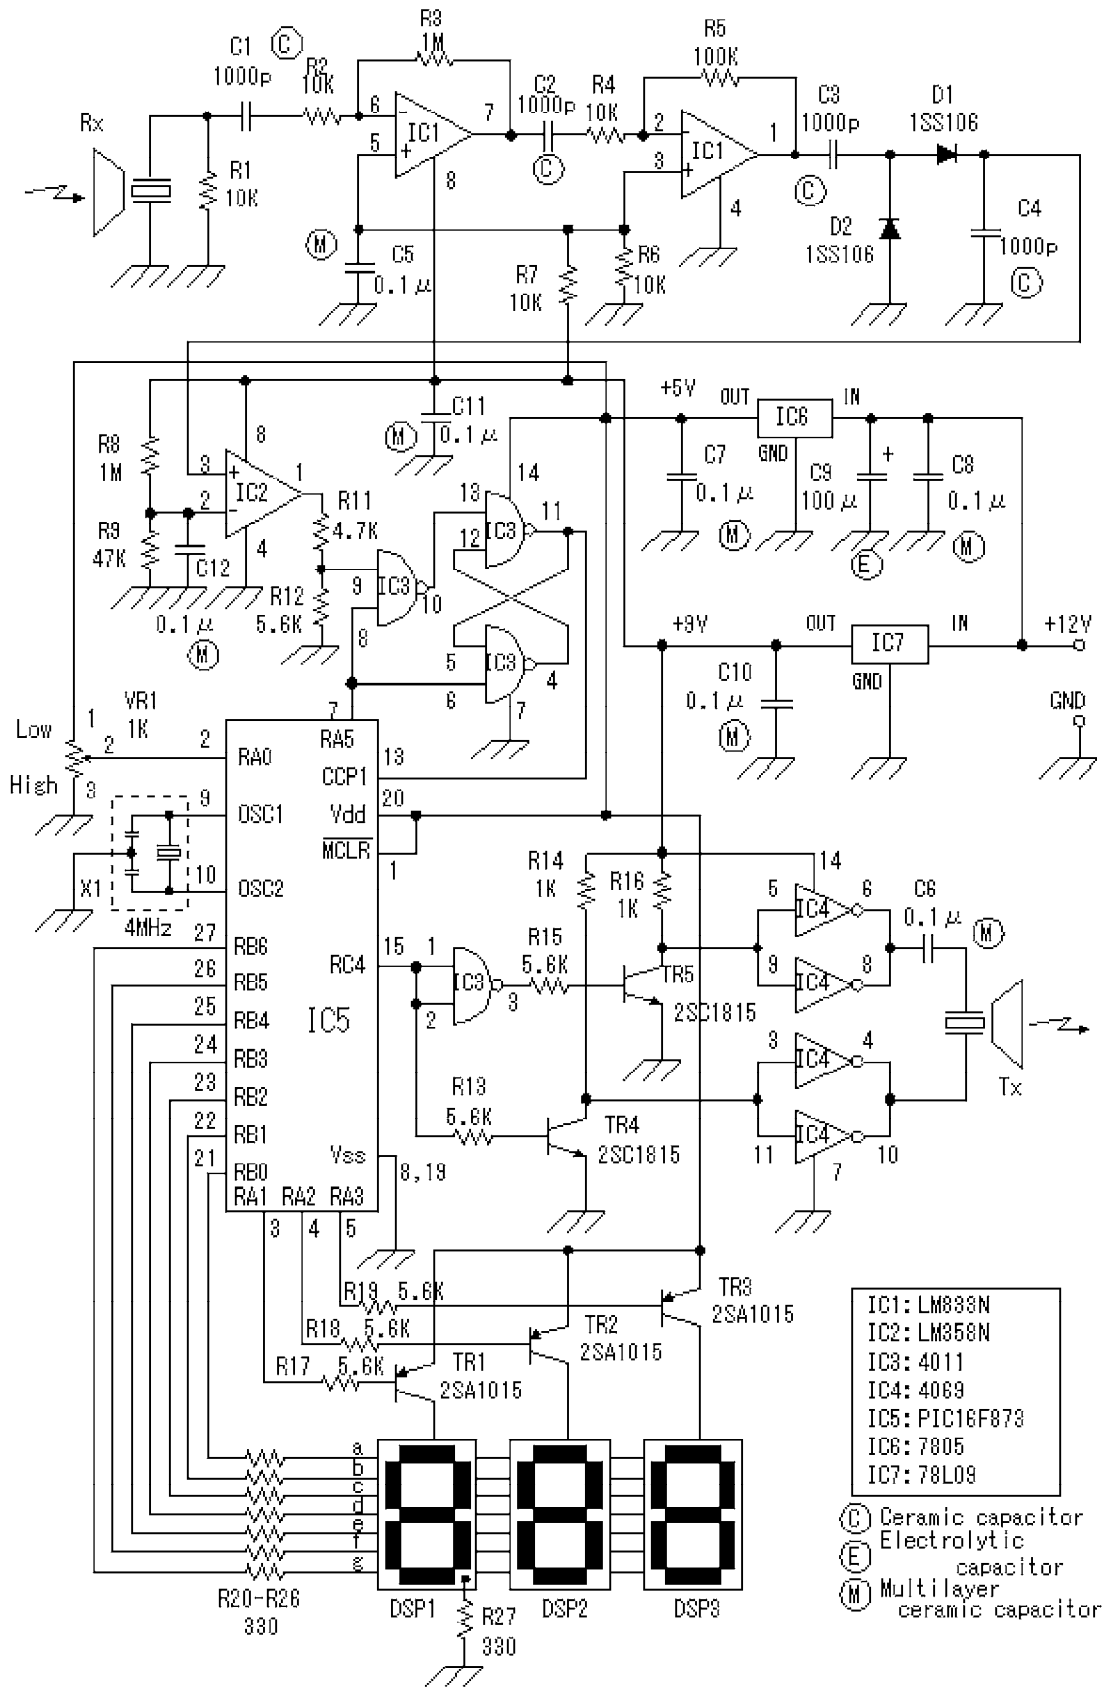 R3
1M
C1
C
1000p
R2
10K
R5
100K
C2
1000p
R4
10K
C3
1000p
D1
1SS106
Rx
6
-
7
5
+
IC1
8
2
-
1
3
+
IC1
4
C
C
R1
10K
M
C5
0.1μ
R7
10K
R6
10K
D2
1SS106
C4
1000p
C
C11
0.1μ
M
+5V
OUT
IC6
IN
GND
C7
0.1μ
M
C9
100μ
+
E
C8
0.1μ
M
R8
1M
8
3
+
1
2
-
IC2
4
R9
47K
C12
0.1μ
M
R11
4.7K
R12
5.6K
14
13
11
12
IC3
9
IC3
10
8
5
IC3
4
6
7
+9V
OUT
IC7
IN
+12V
GND
GND
C10
0.1μ
M
VR1
1K
Low
1
2
High
3
2
RA0
7
RA5
13
CCP1
20
Vdd
MCLR
1
9
OSC1
10
OSC2
X1
4MHz
27
RB6
26
RB5
25
RB4
24
RB3
23
RB2
22
RB1
21
RB0
15
RC4
IC5
Vss
8,19
RA1
RA2
RA3
3
4
5
1
IC3
3
2
R15
5.6K
R14
1K
R16
1K
TR5
2SC1815
R13
5.6K
TR4
2SC1815
14
5
IC4
6
9
IC4
8
3
IC4
4
11
IC4
10
7
C6
0.1μ
M
Tx
R19 5.6K
R18 5.6K
R17 5.6K
TR3
2SA1015
TR2
2SA1015
TR1
2SA1015
a
b
c
d
e
f
g
R20-R26
330
DSP1
R27
330
DSP2
DSP3
IC1:LM833N
IC2:LM358N
IC3:4011
IC4:4069
IC5:PIC16F873
IC6:7805
IC7:78L09
C Ceramic capacitor
E Electrolytic
capacitor
M Multilayer
ceramic capacitor